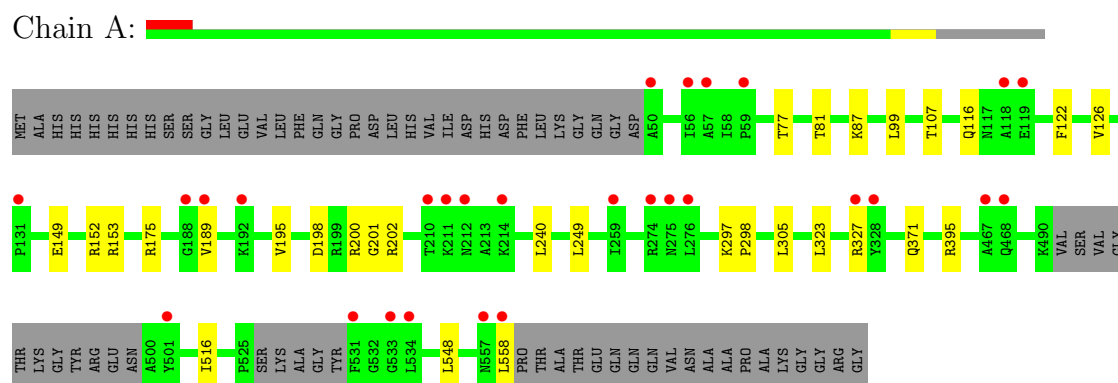 Chain A:
MET ALA HIS HIS HIS HIS HIS HIS SER SER GLY LEU GLU VAL LEU PHE GLN GLY PRO ASP LEU HIS VAL ILE ASP HIS ASP PHE LEU LYS GLY GLN GLY ASP A50 I56 A57 I58 P59 T77 T81 K87 L99 T107 Q116 N117 A118 E119 F122 V126
P131 E149 R152 R153 R175 G188 V189 K192 V195 D198 R199 R200 G201 R202 T210 K211 N212 A213 K214 L240 L249 I259 R274 N275 L276 K297 P298 L305 L323 R327 Y328 Q371 R395 A467 Q468 K490 VAL SER VAL GLY
THR LYS GLY TYR ARG GLU ASN A500 Y501 I516 P525 SER LYS ALA GLY TYR F531 G532 G533 L534 L548 N557 L558 PRO THR ALA THR GLU GLN GLN GLN VAL ASN ALA ALA PRO ALA LYS GLY GLY ARG GLY